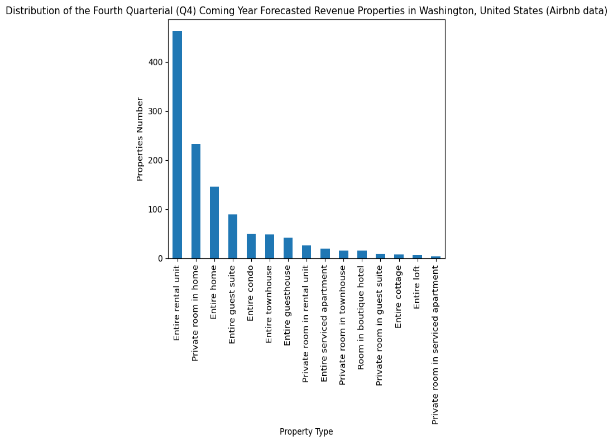 Distribution of the Fourth Quarterial (Q4) Coming Year Forecasted Revenue Properties in Washington, United States (Airbnb data)
Properties Number
400
300
200
100
0
Entire rental unit
Private room in home
Entire home
Entire guest suite
Entire condo
Entire townhouse
Entire guesthouse
Private room in rental unit
Entire serviced apartment
Private room in townhouse
Room in boutique hotel
Private room in guest suite
Entire cottage
Entire loft
Private room in serviced apartment
Property Type